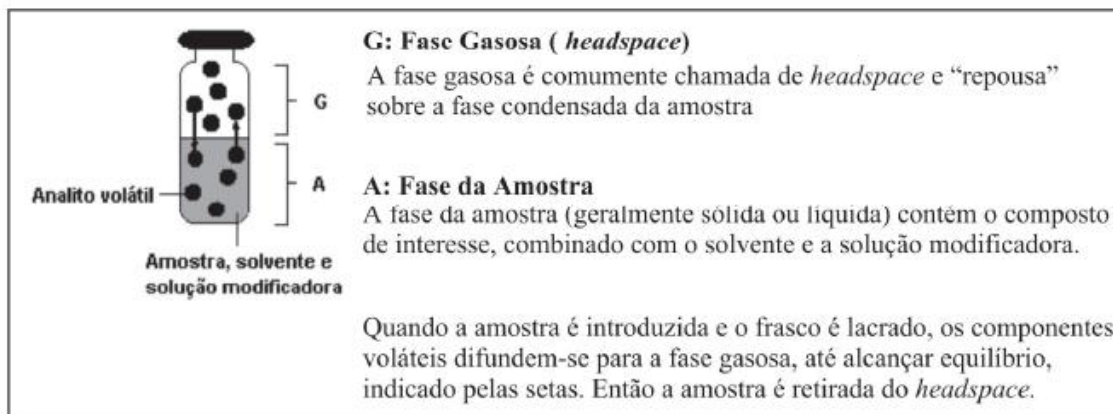 G: Fase Gasosa ( headspace)
A fase gasosa é comumente chamada de headspace e “repousa”
sobre a fase condensada da amostra
G
A: Fase da Amostra
A fase da amostra (geralmente sólida ou líquida) contém o composto
de interesse, combinado com o solvente e a solução modificadora.
A
Analito volátil
Amostra, solvente e
solução modificadora
Quando a amostra é introduzida e o frasco é lacrado, os componentes
voláteis difundem-se para a fase gasosa, até alcançar equilíbrio,
indicado pelas setas. Então a amostra é retirada do headspace.